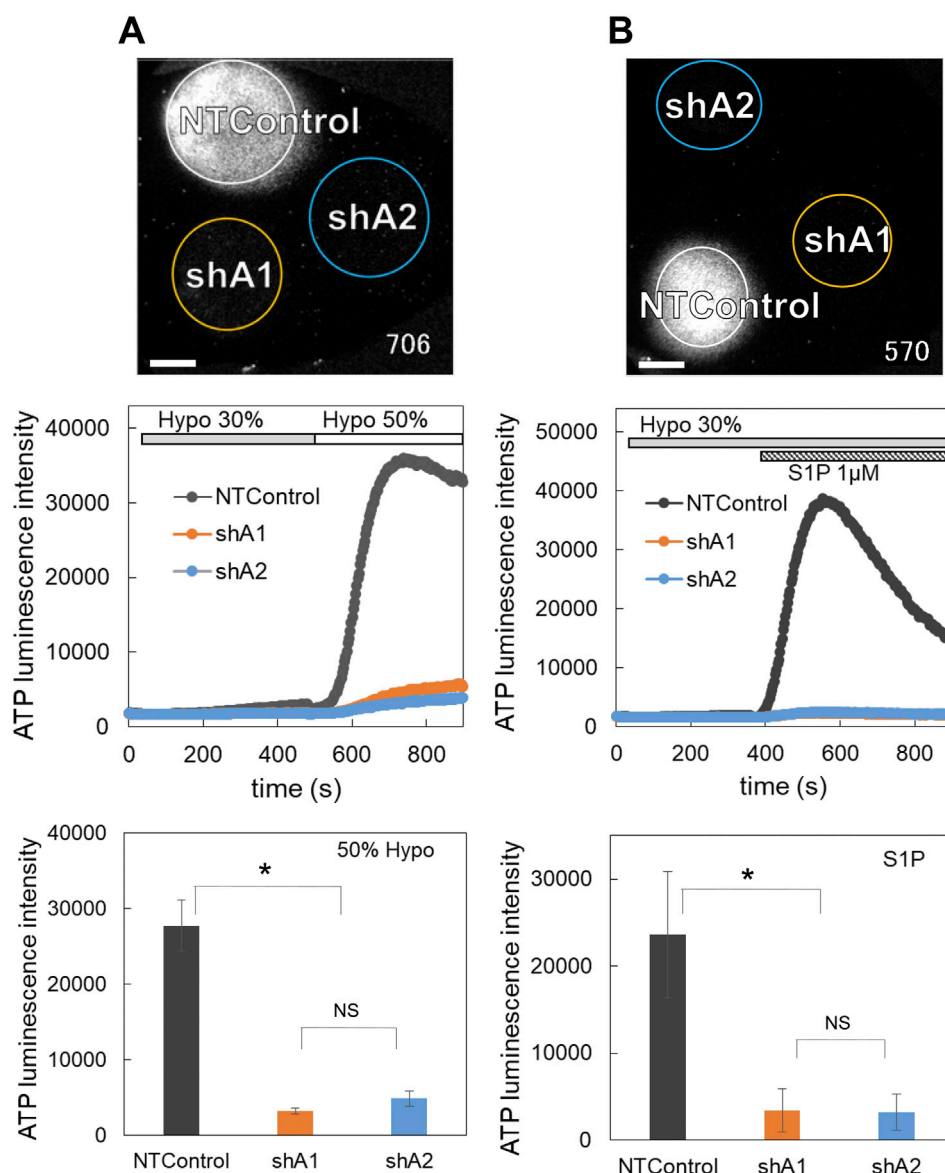 A
NTControl
shA2
shA1
706
B
shA2
shA1
NTControl
570
ATP luminescence intensity
40000
30000
20000
10000
0
Hypo 30%
Hypo 50%
NTControl
shA1
shA2
0
200
400
600
800
time (s)
ATP luminescence intensity
50000
40000
30000
20000
10000
0
Hypo 30%
S1P 1µM
NTControl
shA1
shA2
0
200
400
600
800
time (s)
ATP luminescence intensity
40000
30000
20000
10000
0
50% Hypo
*
NS
NTControl
shA1
shA2
ATP luminescence intensity
30000
20000
10000
0
S1P
*
NS
NTControl
shA1
shA2